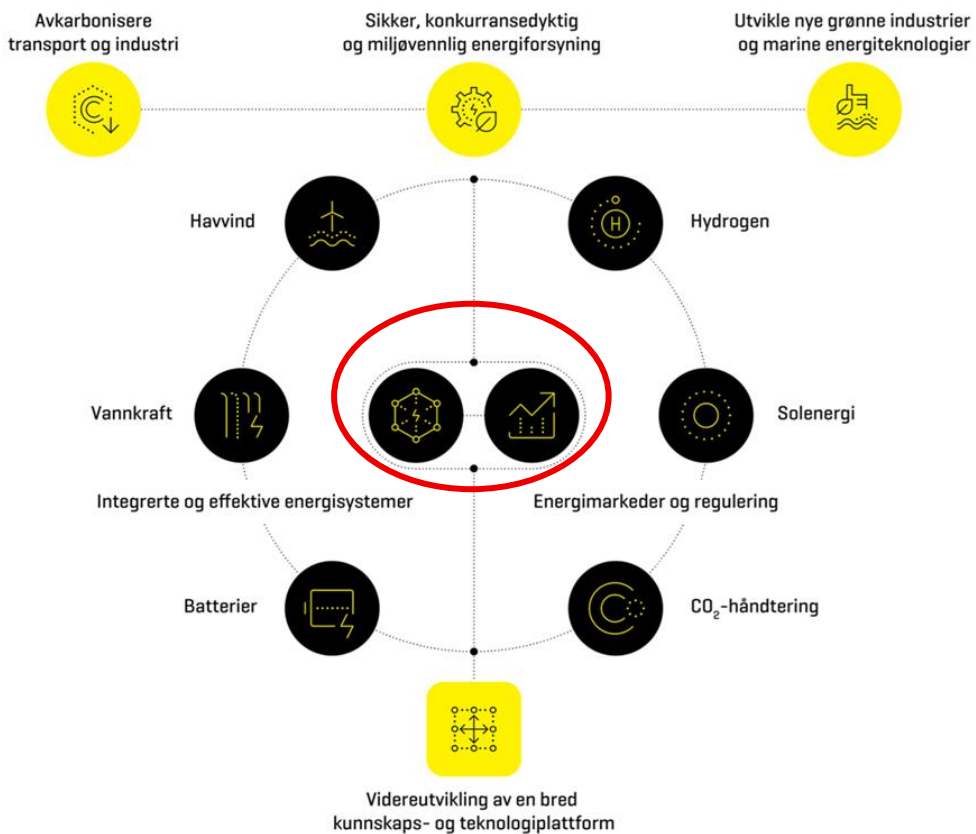 Avkarbonisere
transport og industri
Sikker, konkurransedyktig
og miljøvennlig energiforsyning
Utvikle nye grønne industrier
og marine energiteknologier
Havvind
H
Hydrogen
Vannkraft
Solenergi
Integrerte og effektive energisystemer
Energimarkeder og regulering
Batterier
CO₂-håndtering
Videreutvikling av en bred
kunnskaps- og teknologiplattform